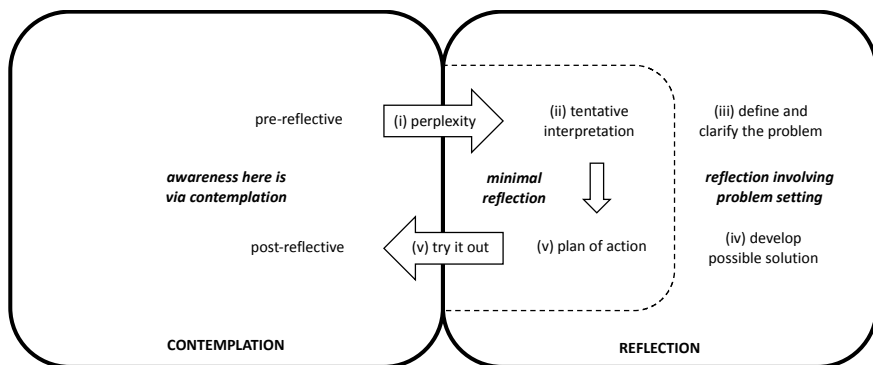 pre-reflective
(i) perplexity
(ii) tentative
interpretation
(iii) define and
clarify the problem
awareness here is
via contemplation
minimal
reflection
reflection involving
problem setting
post-reflective
(v) try it out
(v) plan of action
(iv) develop
possible solution
CONTEMPLATION
REFLECTION